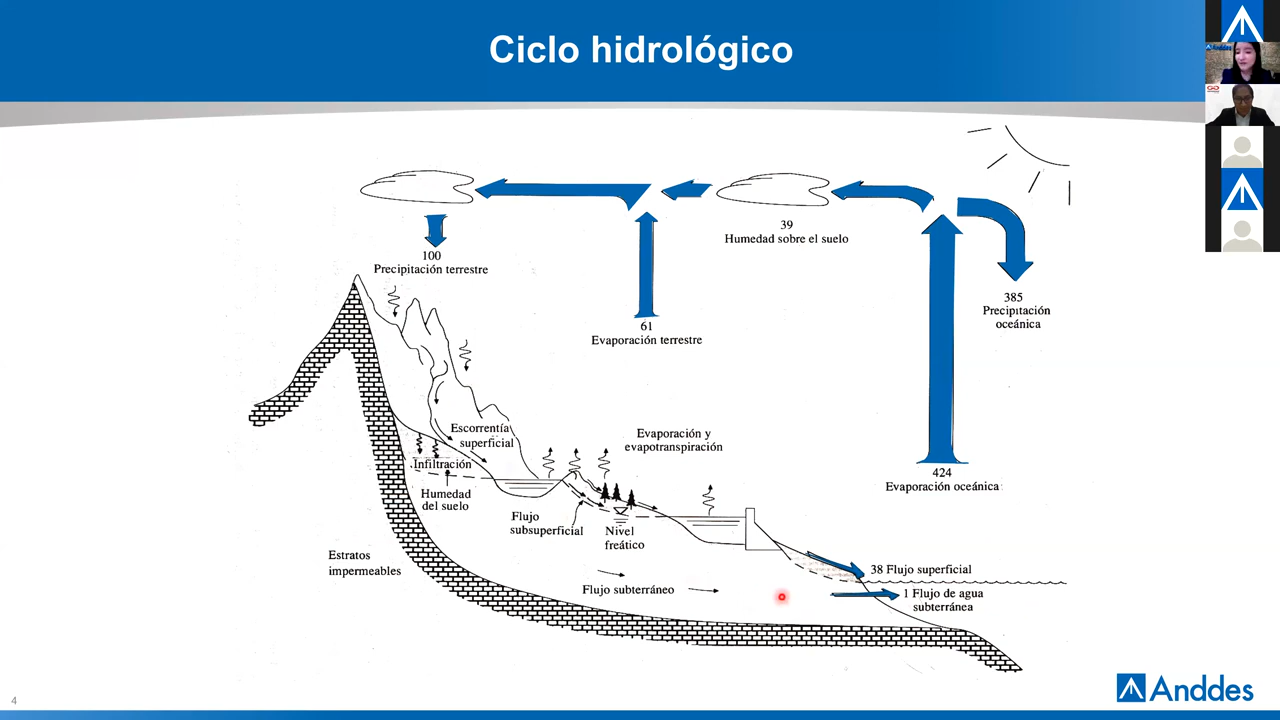 Ciclo hidrológico
Anddes
39
Humedad sobre el suelo
100
Precipitación terrestre
385
Precipitación
oceánica
61
Evaporación terrestre
Escorrentía
superficial
Evaporación y
evapotranspiración
Infiltración
424
Evaporación oceánica
Humedad
del suelo
Flujo
subsuperficial
Nivel
freático
Estratos
impermeables
38 Flujo superficial
Flujo subterráneo
1 Flujo de agua
subterránea
4
Anddes